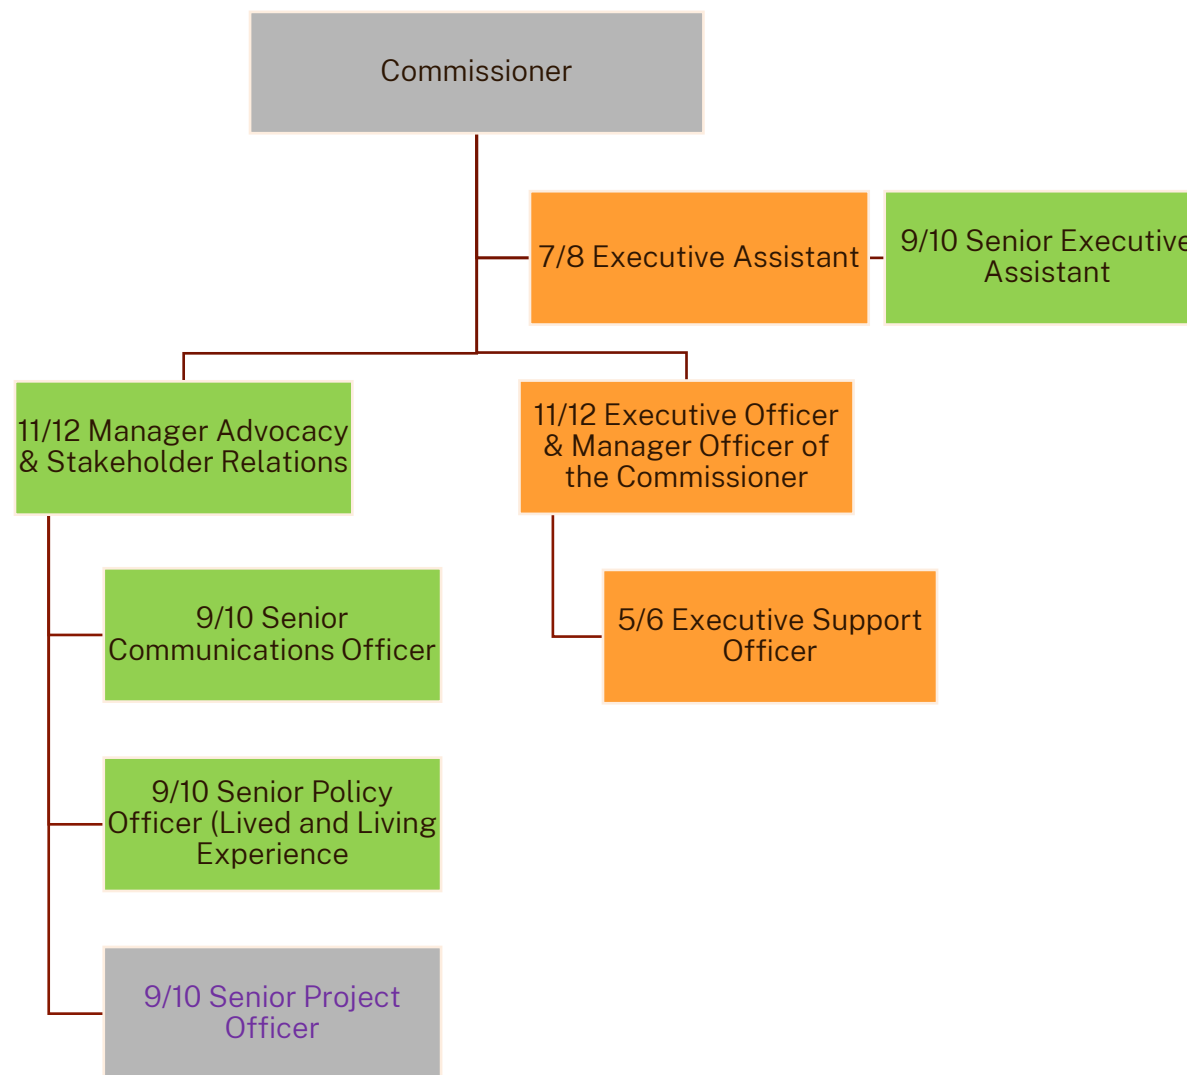 Commissioner
7/8 Executive Assistant
9/10 Senior Executive
Assistant
11/12 Manager Advocacy
& Stakeholder Relations
11/12 Executive Officer
& Manager Officer of
the Commissioner
9/10 Senior
Communications Officer
5/6 Executive Support
Officer
9/10 Senior Policy
Officer (Lived and Living
Experience
9/10 Senior Project
Officer